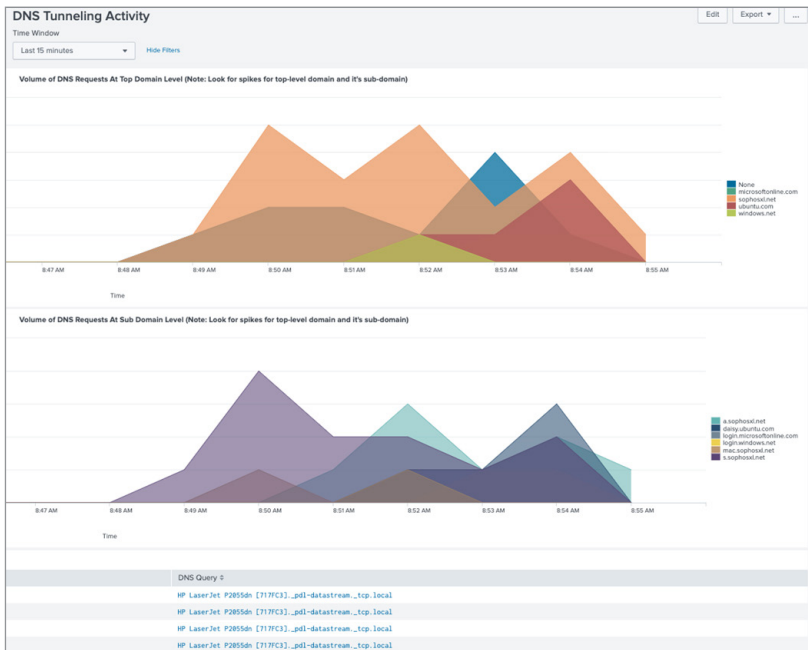 DNS Tunneling Activity
Edit
Export
...
Time Window
Last 15 minutes
Hide Filters
Volume of DNS Requests At Top Domain Level (Note: Look for spikes for top-level domain and it's sub-domain)
None
microsoftonline.com
sophosxl.net
ubuntu.com
windows.net
8:47 AM 8:48 AM 8:49 AM 8:50 AM 8:51 AM 8:52 AM 8:53 AM 8:54 AM 8:55 AM
Time
Volume of DNS Requests At Sub Domain Level (Note: Look for spikes for top-level domain and it's sub-domain)
a.sophosxl.net
daisy.ubuntu.com
login.microsoftonline.com
login.windows.net
mac.sophosxl.net
s.sophosxl.net
8:47 AM 8:48 AM 8:49 AM 8:50 AM 8:51 AM 8:52 AM 8:53 AM 8:54 AM 8:55 AM
Time
DNS Query
HP LaserJet P2055dn [717FC3]._pdl-datastream._tcp.local
HP LaserJet P2055dn [717FC3]._pdl-datastream._tcp.local
HP LaserJet P2055dn [717FC3]._pdl-datastream._tcp.local
HP LaserJet P2055dn [717FC3]._pdl-datastream._tcp.local